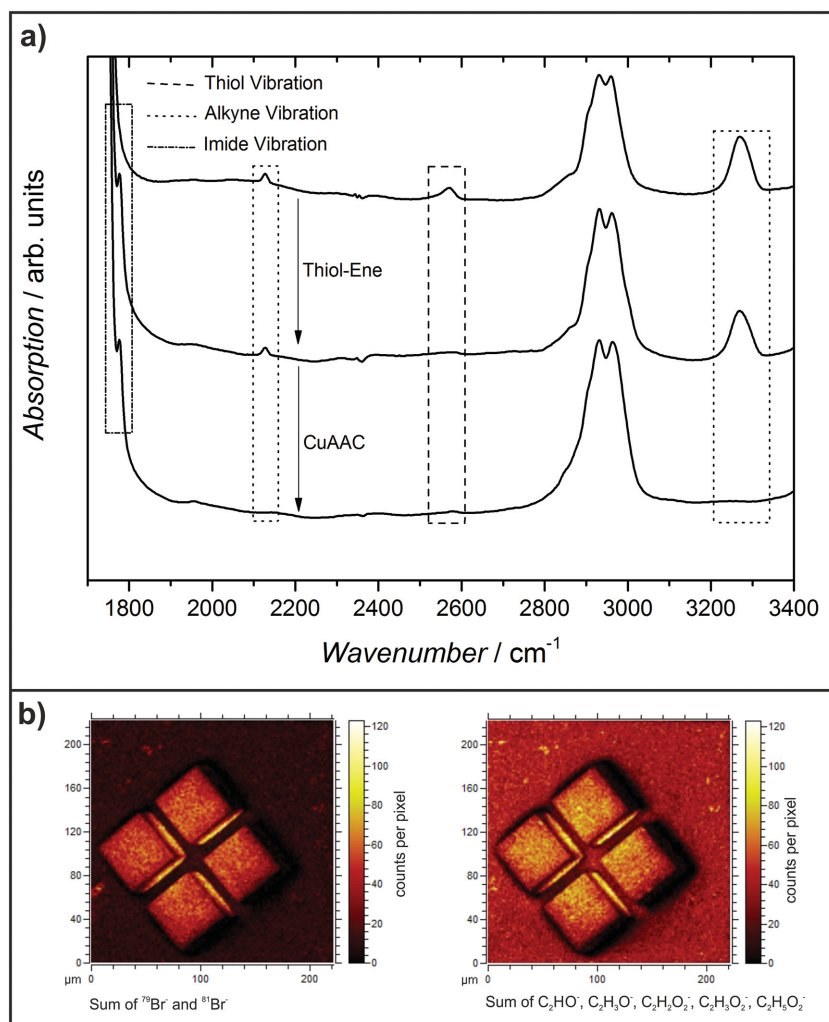 a)
Thiol Vibration
Alkyne Vibration
Imide Vibration
Absorption / arb. units
Thiol-Ene
CuAAC
1800 2000 2200 2400 2600 2800 3000 3200 3400
Wavenumber / cm⁻¹
b)
200
160
120
80
40
0
µm 0 100 200
120
100
80
60
40
20
0
counts per pixel
Sum of ⁷⁹Br⁻ and ⁸¹Br⁻
200
160
120
80
40
0
µm 0 100 200
120
100
80
60
40
20
0
counts per pixel
Sum of C₂HO⁻, C₂H₃O⁻, C₂H₂O₂⁻, C₂H₃O₂⁻, C₂H₅O₂⁻